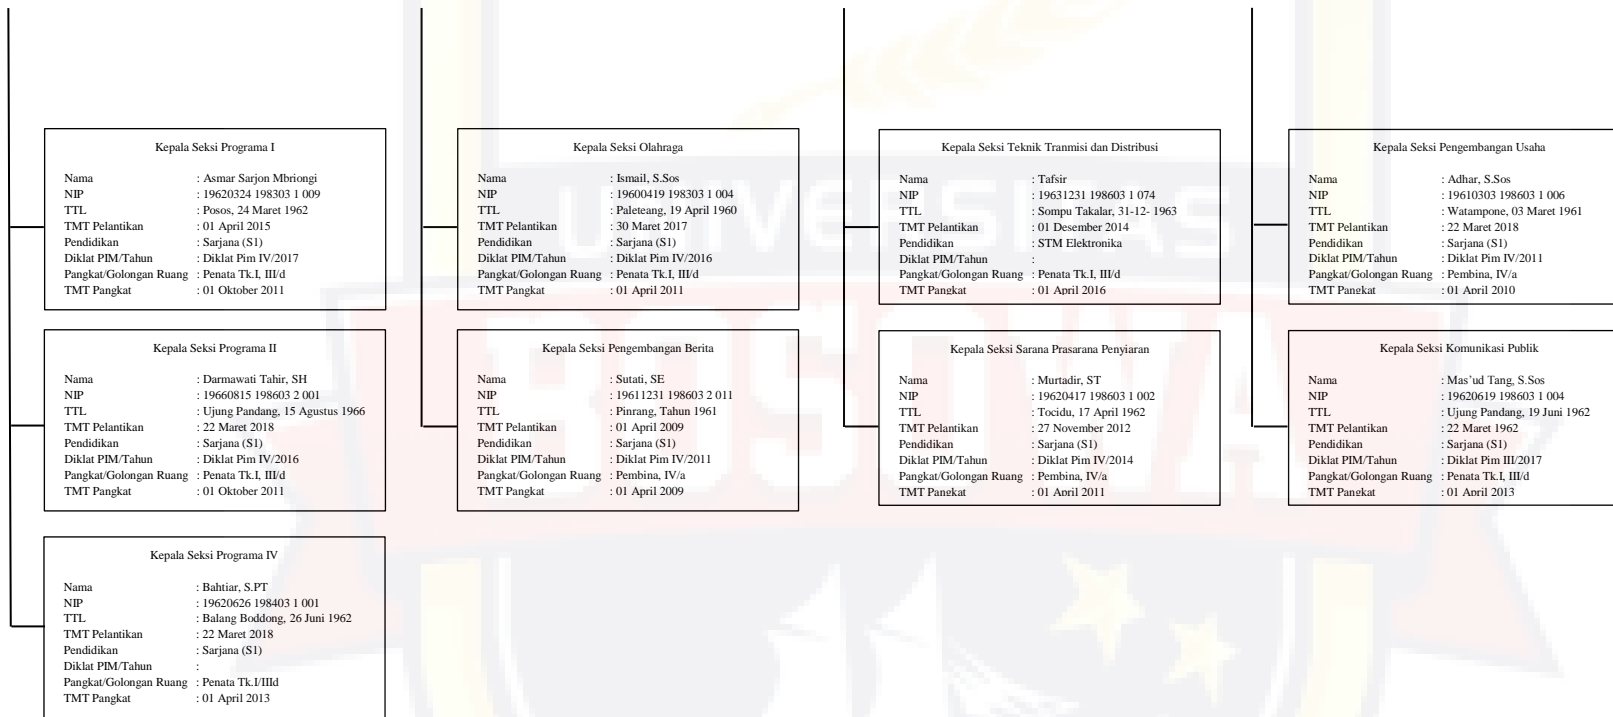 Kepala Seksi Programa I
Nama : Asmar Sarjon Mbriongi
NIP : 19620324 198303 1 009
TTL : Posos, 24 Maret 1962
TMT Pelantikan : 01 April 2015
Pendidikan : Sarjana (S1)
Diklat PIM/Tahun : Diklat Pim IV/2017
Pangkat/Golongan Ruang : Penata Tk.I, III/d
TMT Pangkat : 01 Oktober 2011
Kepala Seksi Olahraga
Nama : Ismail, S.Sos
NIP : 19600419 198303 1 004
TTL : Paleteang, 19 April 1960
TMT Pelantikan : 30 Maret 2017
Pendidikan : Sarjana (S1)
Diklat PIM/Tahun : Diklat Pim IV/2016
Pangkat/Golongan Ruang : Penata Tk.I, III/d
TMT Pangkat : 01 April 2011
Kepala Seksi Teknik Tranmisi dan Distribusi
Nama : Tafsir
NIP : 19631231 198603 1 074
TTL : Sompu Takalar, 31-12- 1963
TMT Pelantikan : 01 Desember 2014
Pendidikan : STM Elektronika
Diklat PIM/Tahun :
Pangkat/Golongan Ruang : Penata Tk.I, III/d
TMT Pangkat : 01 April 2016
Kepala Seksi Pengembangan Usaha
Nama : Adhar, S.Sos
NIP : 19610303 198603 1 006
TTL : Watampone, 03 Maret 1961
TMT Pelantikan : 22 Maret 2018
Pendidikan : Sarjana (S1)
Diklat PIM/Tahun : Diklat Pim IV/2011
Pangkat/Golongan Ruang : Pembina, IV/a
TMT Pangkat : 01 April 2010
Kepala Seksi Programa II
Nama : Darmawati Tahir, SH
NIP : 19660815 198603 2 001
TTL : Ujung Pandang, 15 Agustus 1966
TMT Pelantikan : 22 Maret 2018
Pendidikan : Sarjana (S1)
Diklat PIM/Tahun : Diklat Pim IV/2016
Pangkat/Golongan Ruang : Penata Tk.I, III/d
TMT Pangkat : 01 Oktober 2011
Kepala Seksi Pengembangan Berita
Nama : Sutati, SE
NIP : 19611231 198603 2 011
TTL : Pinrang, Tahun 1961
TMT Pelantikan : 01 April 2009
Pendidikan : Sarjana (S1)
Diklat PIM/Tahun : Diklat Pim IV/2011
Pangkat/Golongan Ruang : Pembina, IV/a
TMT Pangkat : 01 April 2009
Kepala Seksi Sarana Prasarana Penyiaran
Nama : Murtadir, ST
NIP : 19620417 198603 1 002
TTL : Tocidu, 17 April 1962
TMT Pelantikan : 27 November 2012
Pendidikan : Sarjana (S1)
Diklat PIM/Tahun : Diklat Pim IV/2014
Pangkat/Golongan Ruang : Pembina, IV/a
TMT Pangkat : 01 April 2011
Kepala Seksi Komunikasi Publik
Nama : Mas’ud Tang, S.Sos
NIP : 19620619 198603 1 004
TTL : Ujung Pandang, 19 Juni 1962
TMT Pelantikan : 22 Maret 1962
Pendidikan : Sarjana (S1)
Diklat PIM/Tahun : Diklat Pim III/2017
Pangkat/Golongan Ruang : Penata Tk.I, III/d
TMT Pangkat : 01 April 2013
Kepala Seksi Programa IV
Nama : Bahtiar, S.PT
NIP : 19620626 198403 1 001
TTL : Balang Boddong, 26 Juni 1962
TMT Pelantikan : 22 Maret 2018
Pendidikan : Sarjana (S1)
Diklat PIM/Tahun :
Pangkat/Golongan Ruang : Penata Tk.I/IIId
TMT Pangkat : 01 April 2013
UNIVERSITAS
BOSOWA